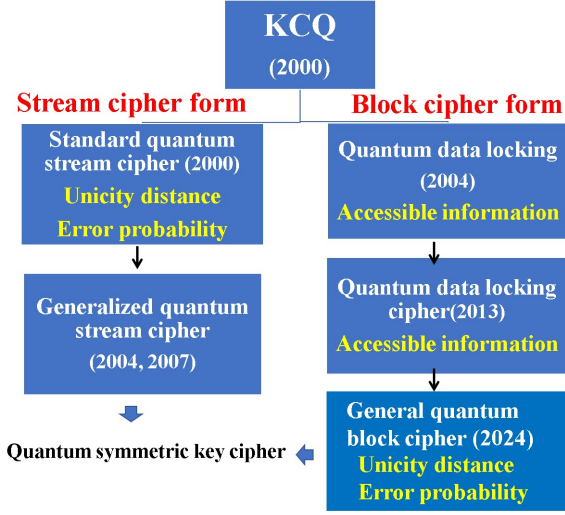 KCQ
(2000)
Stream cipher form
Block cipher form
Standard quantum
stream cipher (2000)
Unicity distance
Error probability
Generalized quantum
stream cipher
(2004, 2007)
Quantum data locking
(2004)
Accessible information
Quantum data locking
cipher(2013)
Accessible information
General quantum
block cipher (2024)
Unicity distance
Error probability
Quantum symmetric key cipher